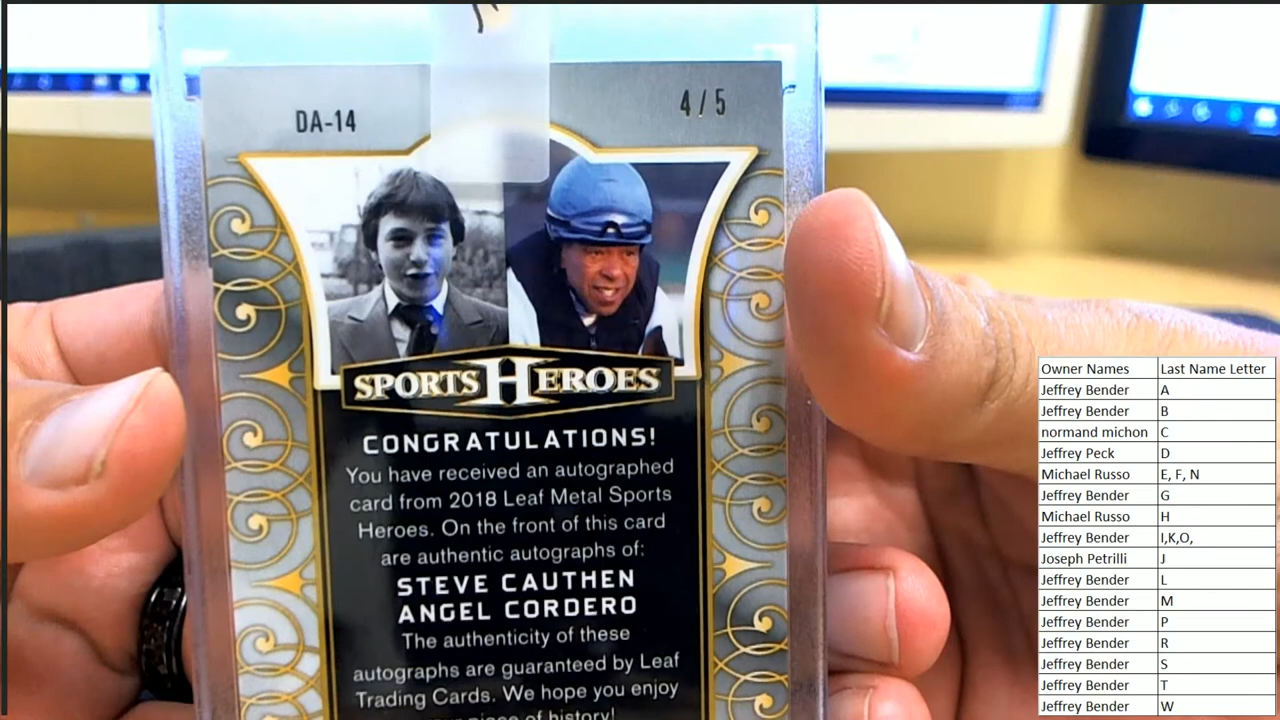 DA-14
4/5
SPORTS HEROES
CONGRATULATIONS!
You have received an autographed
card from 2018 Leaf Metal Sports
Heroes. On the front of this card
are authentic autographs of:
STEVE CAUTHEN
ANGEL CORDERO
The authenticity of these
autographs are guaranteed by Leaf
Trading Cards. We hope you enjoy
piece of history!
Owner Names Last Name Letter
Jeffrey Bender A
Jeffrey Bender B
normand michon C
Jeffrey Peck D
Michael Russo E, F, N
Jeffrey Bender G
Michael Russo H
Jeffrey Bender I,K,O,
Joseph Petrilli J
Jeffrey Bender L
Jeffrey Bender M
Jeffrey Bender P
Jeffrey Bender R
Jeffrey Bender S
Jeffrey Bender T
Jeffrey Bender W